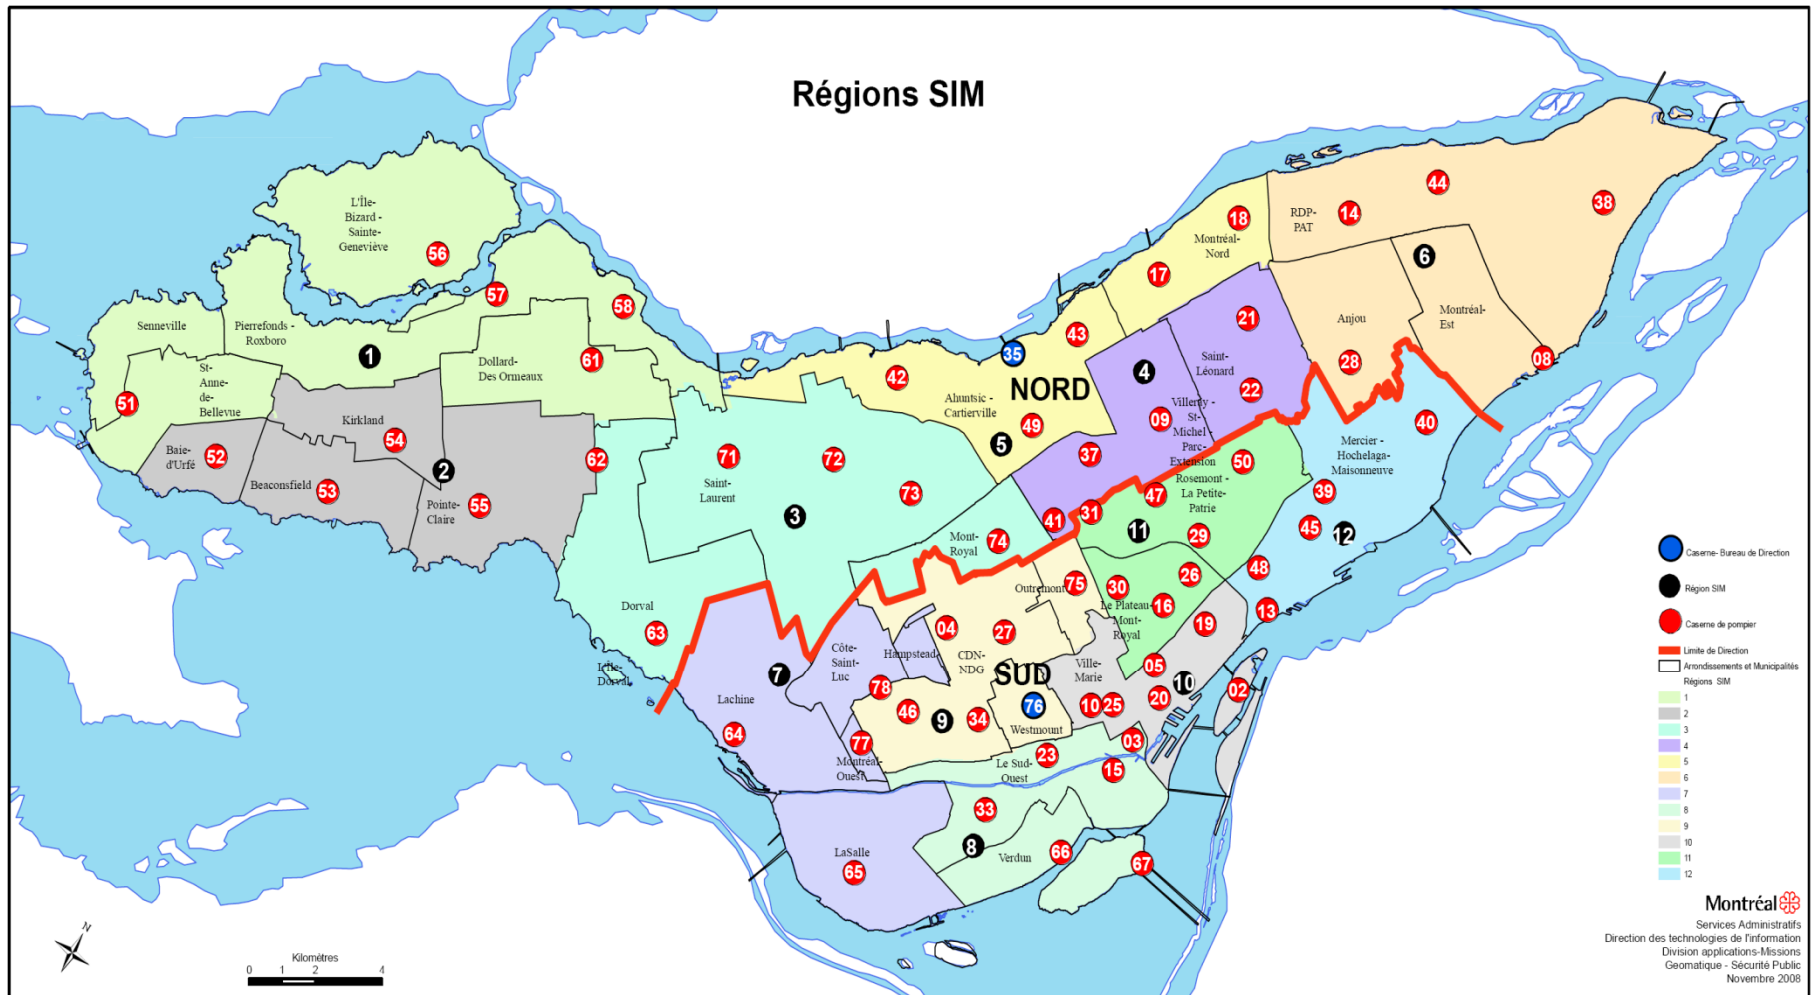 Régions SIM
L'Île-
Bizard -
Sainte-
Geneviève
56
57
58
Senneville
Pierrefonds -
Roxboro
1
St-
Anne-
de-
Bellevue
51
Dollard-
Des Ormeaux
61
Kirkland
54
Baie-
d'Urfé
52
Beaconsfield
53
2
Pointe-
Claire
55
62
71
Saint-
Laurent
72
73
3
Mont-
Royal
74
Dorval
63
L'Île-
Dorval
42
Ahuntsic -
Cartierville
35
NORD
49
5
43
17
18
Montréal-
Nord
4
Villeray -
St-
Michel -
Parc-
Extension
09
37
41
31
21
Saint-
Léonard
22
RDP-
PAT
14
44
38
6
Anjou
28
Montréal-
Est
08
40
Mercier -
Hochelaga-
Maisonneuve
39
45
12
48
13
50
Rosemont -
La Petite-
Patrie
47
11
29
26
30
Le Plateau-
Mont-
Royal
16
19
Outremont
75
04
27
CDN-
NDG
SUD
76
Westmount
46
9
34
Ville-
Marie
05
10
25
20
10
02
03
7
Lachine
64
Côte-
Saint-
Luc
Hampstead
78
77
Montréal-
Ouest
LaSalle
65
23
Le Sud-
Ouest
15
33
8
Verdun
66
67
Caserne- Bureau de Direction
Région SIM
Caserne de pompier
Limite de Direction
Arrondissements et Municipalités
Régions SIM
1
2
3
4
5
6
7
8
9
10
11
12
Montréal
Services Administratifs
Direction des technologies de l'information
Division applications-Missions
Geomatique - Sécurité Public
Novembre 2008
N
Kilomètres
0 1 2 4